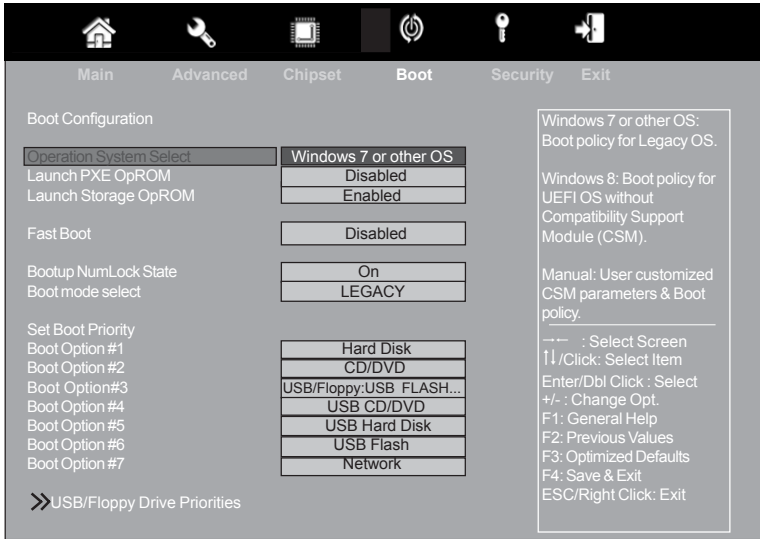 Main Advanced Chipset Boot Security Exit
Boot Configuration
Operation System Select Windows 7 or other OS
Launch PXE OpROM Disabled
Launch Storage OpROM Enabled
Fast Boot Disabled
Bootup NumLock State On
Boot mode select LEGACY
Set Boot Priority
Boot Option #1 Hard Disk
Boot Option #2 CD/DVD
Boot Option#3 USB/Floppy:USB FLASH...
Boot Option #4 USB CD/DVD
Boot Option #5 USB Hard Disk
Boot Option #6 USB Flash
Boot Option #7 Network
USB/Floppy Drive Priorities
Windows 7 or other OS:
Boot policy for Legacy OS.
Windows 8: Boot policy for
UEFI OS without
Compatibility Support
Module (CSM).
Manual: User customized
CSM parameters & Boot
policy.
→← : Select Screen
↑↓/Click: Select Item
Enter/Dbl Click : Select
+/- : Change Opt.
F1: General Help
F2: Previous Values
F3: Optimized Defaults
F4: Save & Exit
ESC/Right Click: Exit